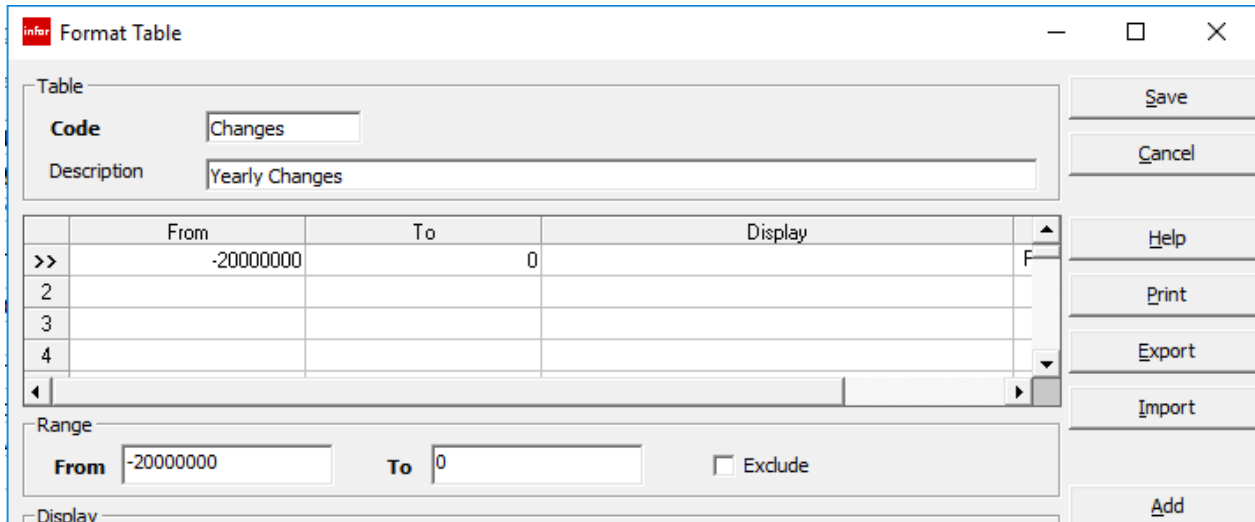 infor Format Table
Table
Code Changes
Description Yearly Changes
Save
Cancel
From To Display
>> -20000000 0 F
2
3
4
Help
Print
Export
Import
Range
From -20000000 To 0 Exclude
Add
Display